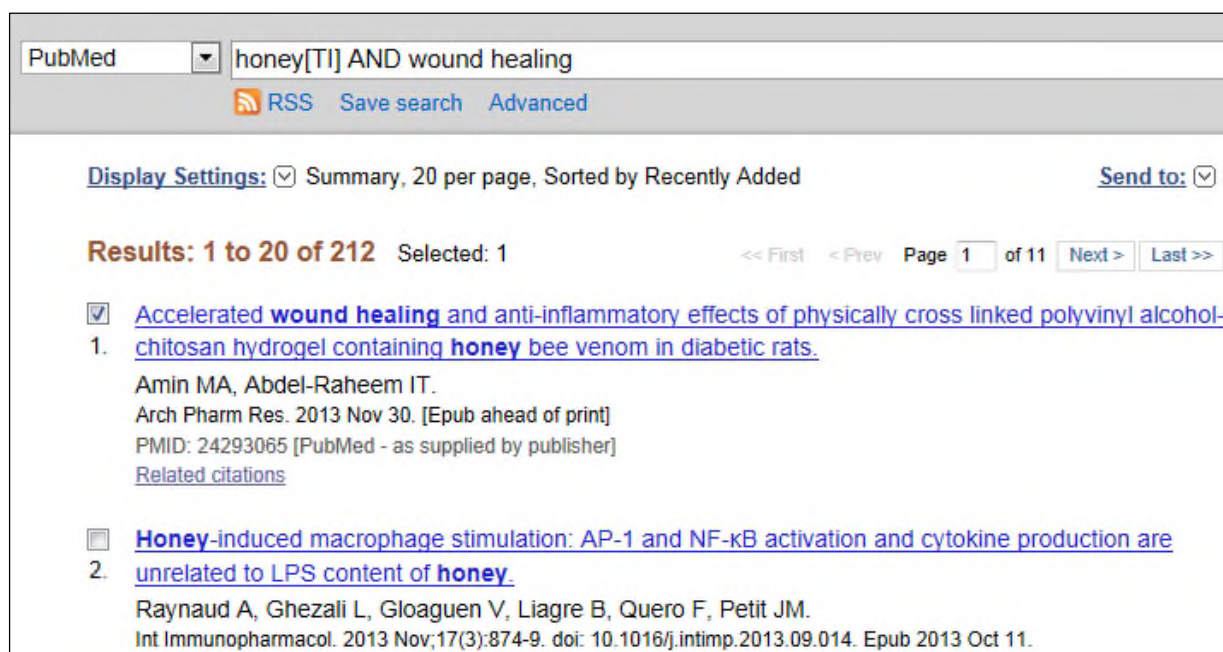 PubMed honey[TI] AND wound healing
RSS Save search Advanced
Display Settings: Summary, 20 per page, Sorted by Recently Added Send to:
Results: 1 to 20 of 212 Selected: 1 << First < Prev Page 1 of 11 Next > Last >>
Accelerated wound healing and anti-inflammatory effects of physically cross linked polyvinyl alcohol-
1. chitosan hydrogel containing honey bee venom in diabetic rats.
Amin MA, Abdel-Raheem IT.
Arch Pharm Res. 2013 Nov 30. [Epub ahead of print]
PMID: 24293065 [PubMed - as supplied by publisher]
Related citations
Honey-induced macrophage stimulation: AP-1 and NF-κB activation and cytokine production are
2. unrelated to LPS content of honey.
Raynaud A, Ghezali L, Gloaguen V, Liagre B, Quero F, Petit JM.
Int Immunopharmacol. 2013 Nov;17(3):874-9. doi: 10.1016/j.intimp.2013.09.014. Epub 2013 Oct 11.